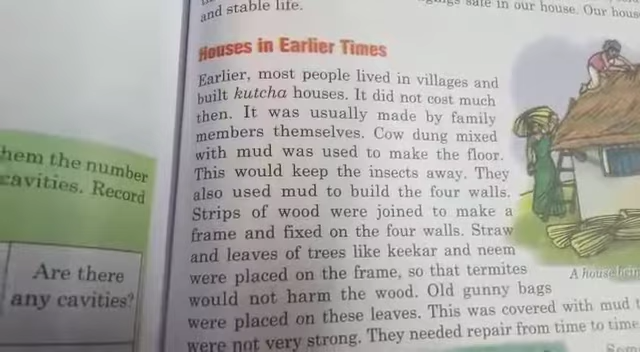 and stable life.
safe in our house. Our hous
Houses in Earlier Times
Earlier, most people lived in villages and
built kutcha houses. It did not cost much
then. It was usually made by family
members themselves. Cow dung mixed
with mud was used to make the floor.
This would keep the insects away. They
also used mud to build the four walls.
Strips of wood were joined to make a
frame and fixed on the four walls. Straw
and leaves of trees like keekar and neem
were placed on the frame, so that termites
would not harm the wood. Old gunny bags
were placed on these leaves. This was covered with mud
were not very strong. They needed repair from time to time
A house bein
hem the number
cavities. Record
Are there
any cavities?